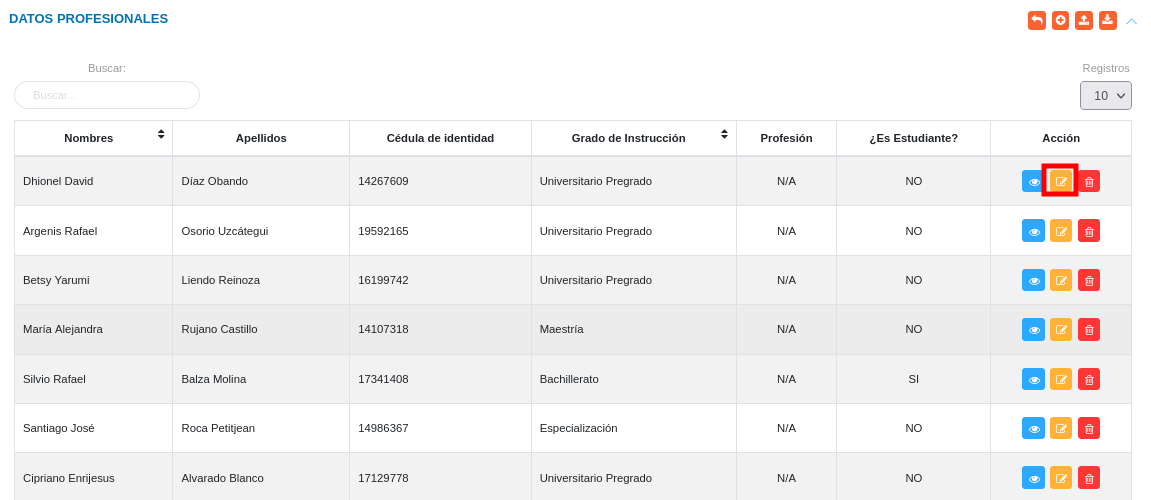 DATOS PROFESIONALES
Buscar: Registros
Buscar... 10
Nombres Apellidos Cédula de identidad Grado de Instrucción Profesión ¿Es Estudiante? Acción
Dhionel David Díaz Obando 14267609 Universitario Pregrado N/A NO
Argenis Rafael Osorio Uzcátegui 19592165 Universitario Pregrado N/A NO
Betsy Yarumi Liendo Reinoza 16199742 Universitario Pregrado N/A NO
María Alejandra Rujano Castillo 14107318 Maestría N/A NO
Silvio Rafael Balza Molina 17341408 Bachillerato N/A SI
Santiago José Roca Petitjean 14986367 Especialización N/A NO
Cipriano Enrijesus Alvarado Blanco 17129778 Universitario Pregrado N/A NO